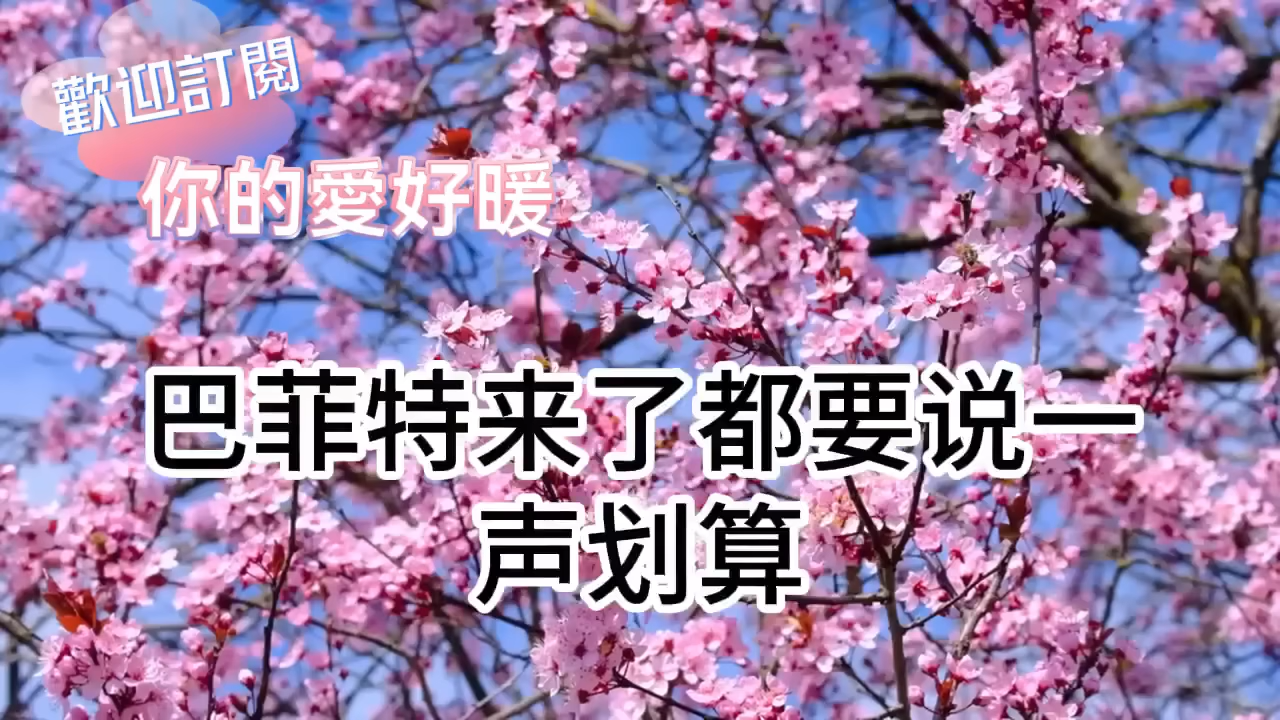 歡迎訂閱
你的愛好暖
巴菲特来了都要说一
声划算